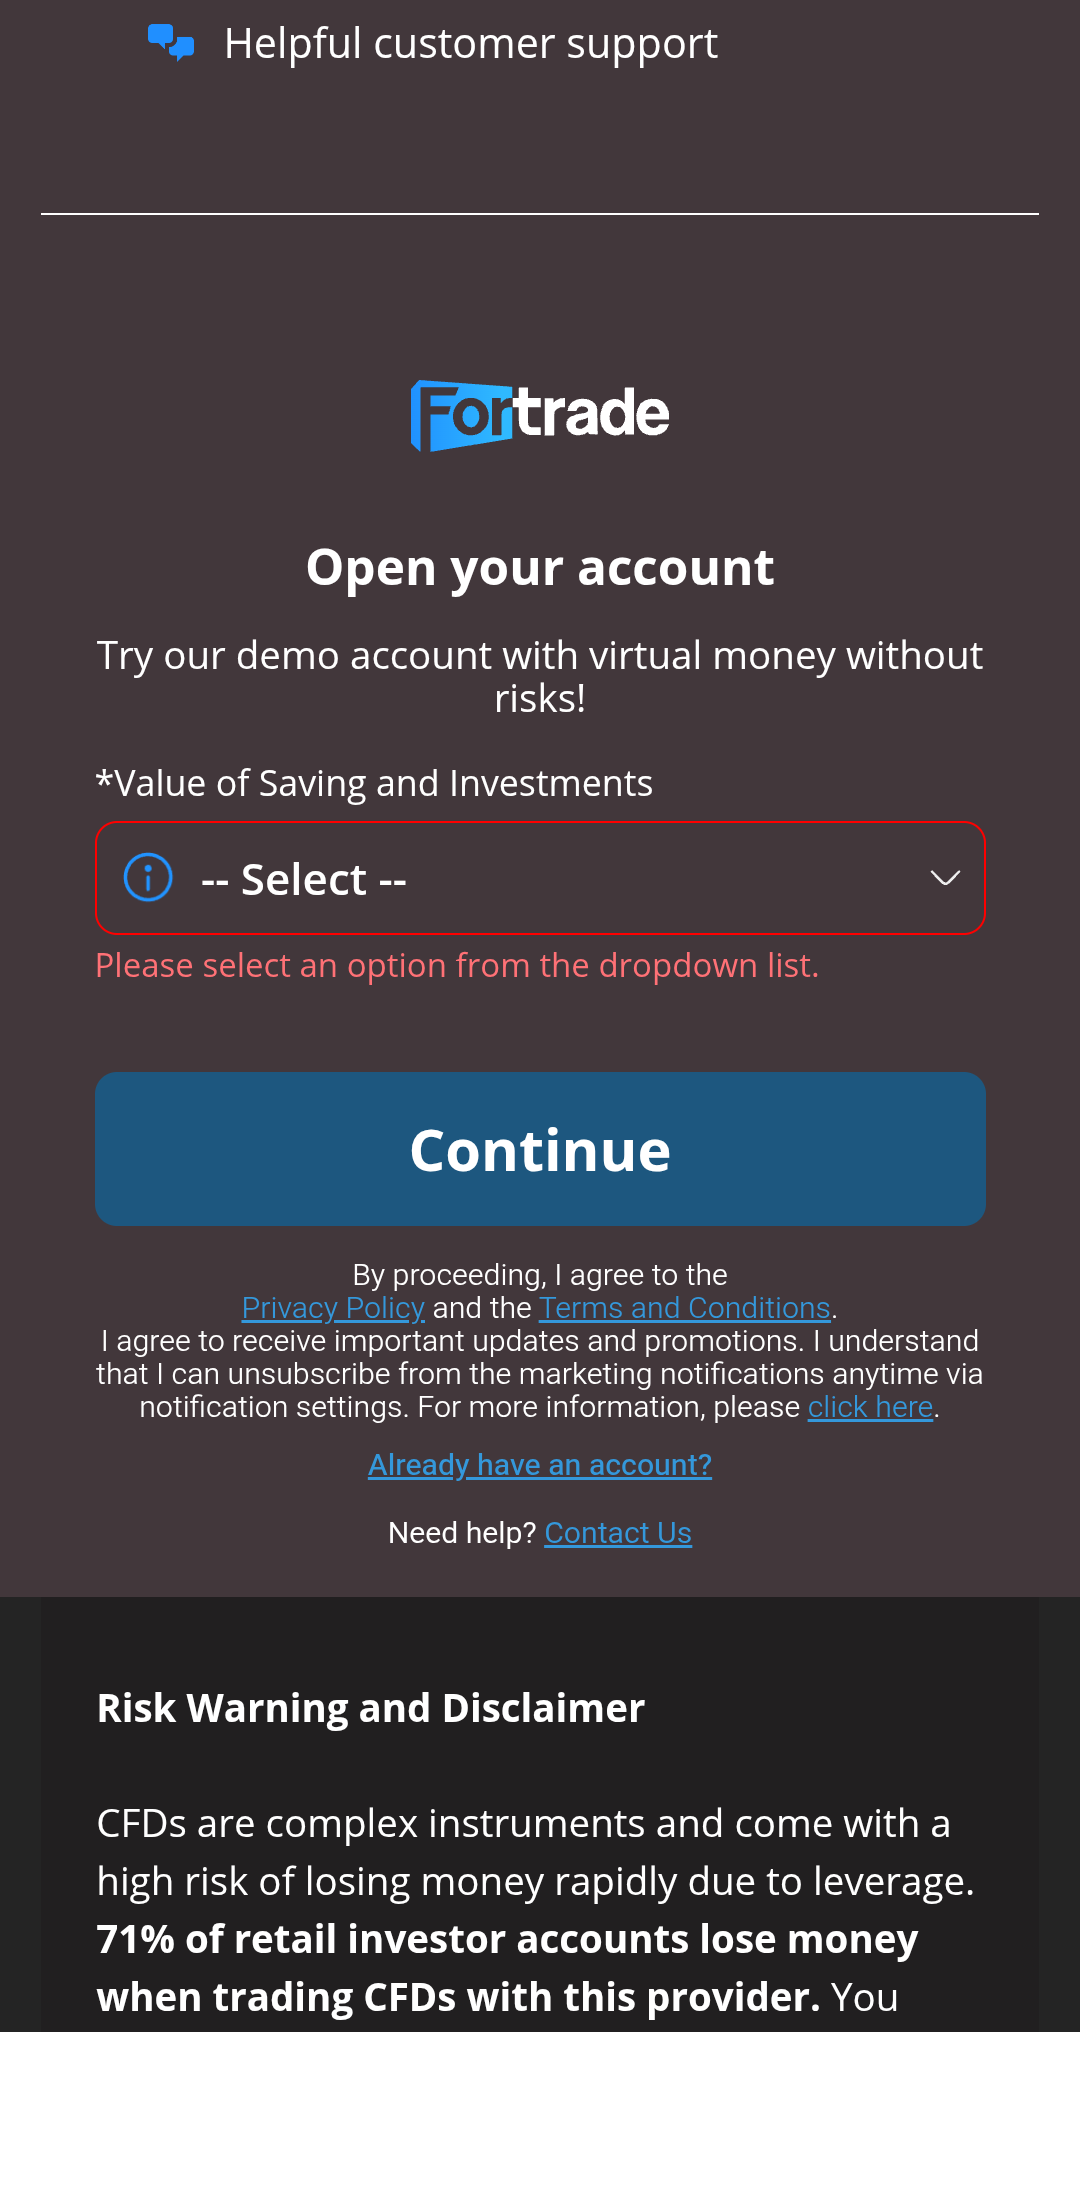 Helpful customer support
Fortrade
Open your account
Try our demo account with virtual money without
risks!
*Value of Saving and Investments
-- Select --
Please select an option from the dropdown list.
Continue
By proceeding, I agree to the
Privacy Policy and the Terms and Conditions.
I agree to receive important updates and promotions. I understand
that I can unsubscribe from the marketing notifications anytime via
notification settings. For more information, please click here.
Already have an account?
Need help? Contact Us
Risk Warning and Disclaimer
CFDs are complex instruments and come with a
high risk of losing money rapidly due to leverage.
71% of retail investor accounts lose money
when trading CFDs with this provider. You